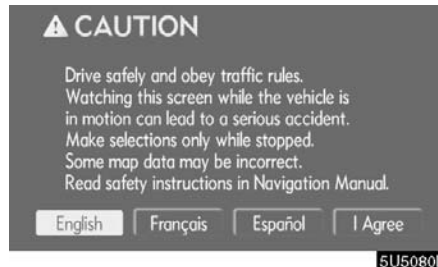 CAUTION
Drive safely and obey traffic rules.
Watching this screen while the vehicle is
in motion can lead to a serious accident.
Make selections only while stopped.
Some map data may be incorrect.
Read safety instructions in Navigation Manual.
English Français Español I Agree
5U5080